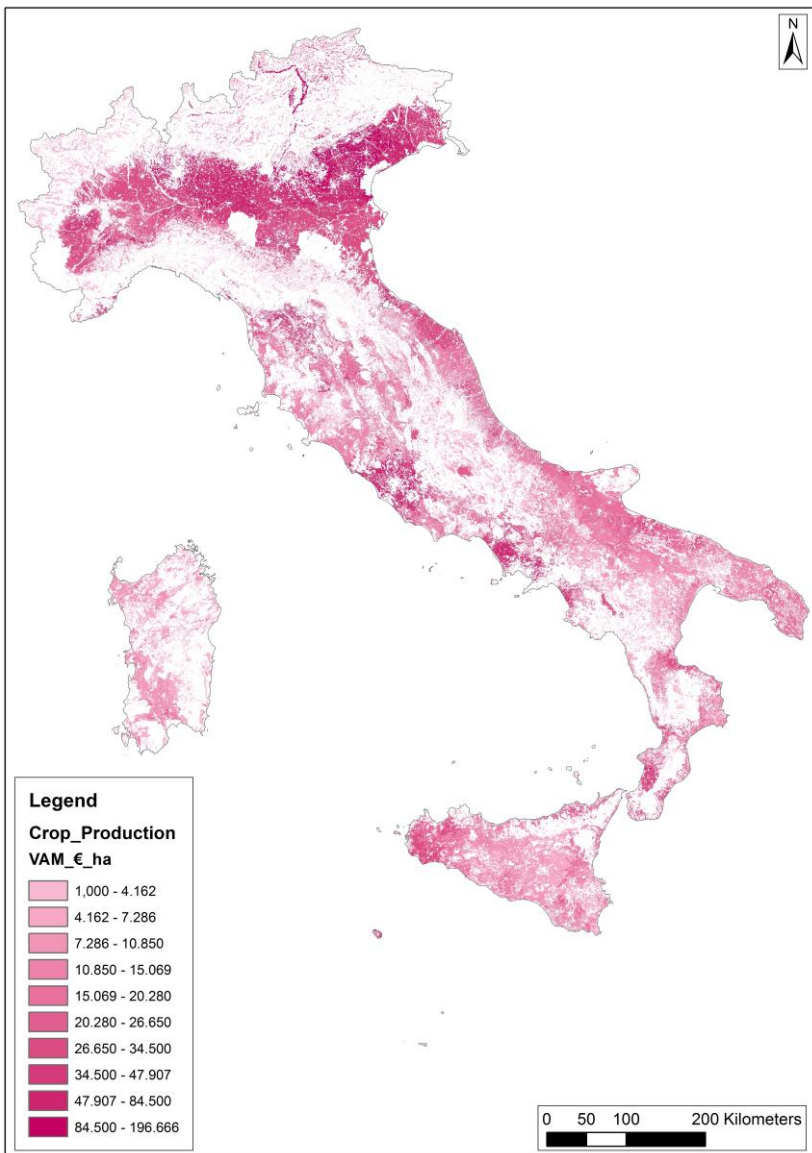 N
Legend
Crop_Production
VAM_€_ha
1,000 - 4.162
4.162 - 7.286
7.286 - 10.850
10.850 - 15.069
15.069 - 20.280
20.280 - 26.650
26.650 - 34.500
34.500 - 47.907
47.907 - 84.500
84.500 - 196.666
0 50 100 200 Kilometers